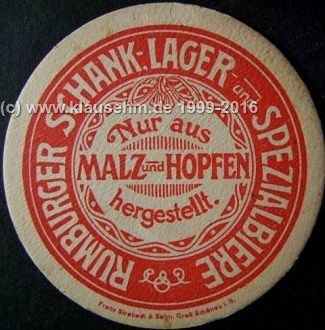 RUMBURGER SCHANK-LAGER und SPEZIALBIERE
Nur aus
MALZ und HOPFEN
hergestellt.
(c) www.klausehm.de 1999-2016